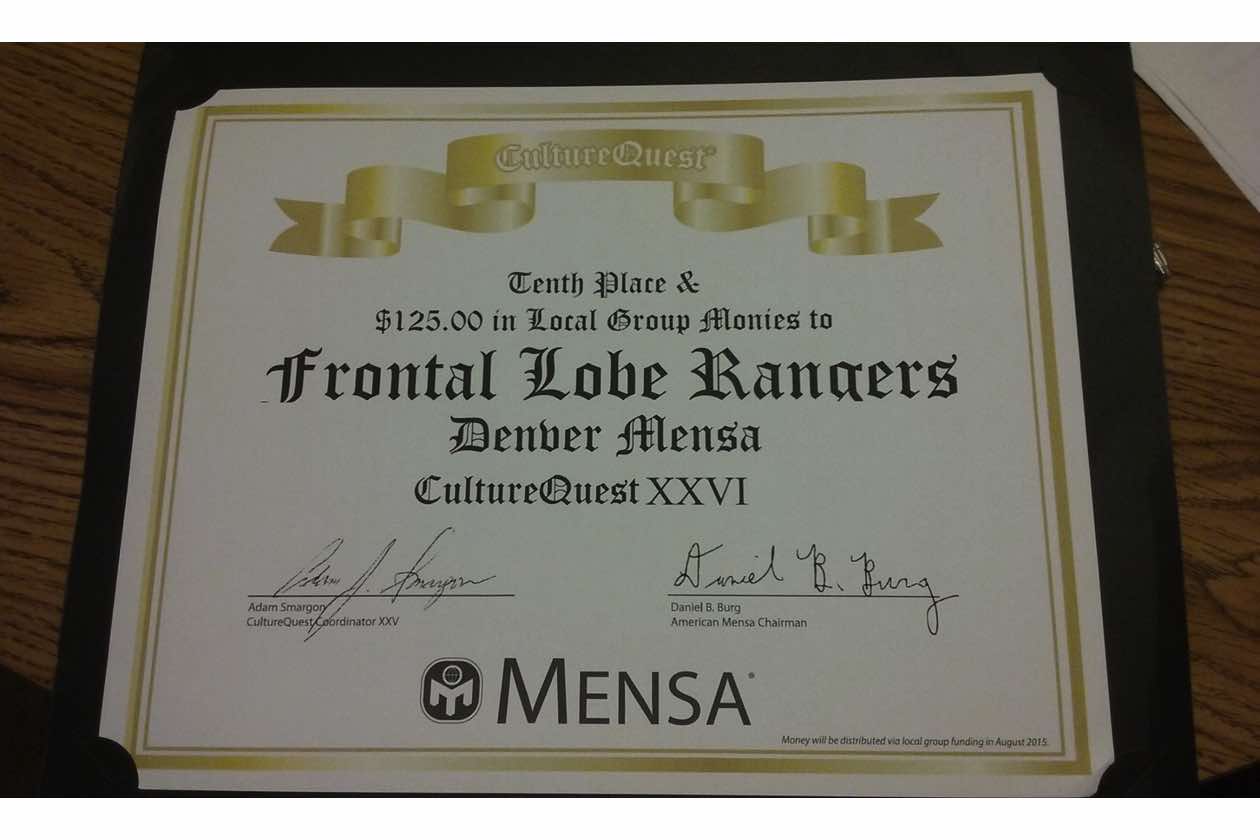 CultureQuest®
Tenth Place &
$125.00 in Local Group Monies to
Frontal Lobe Rangers
Denver Mensa
CultureQuest XXVI
Adam J. Smargon
Daniel B. Burg
Adam Smargon
Daniel B. Burg
CultureQuest Coordinator XXV
American Mensa Chairman
MENSA®
Money will be distributed via local group funding in August 2015.